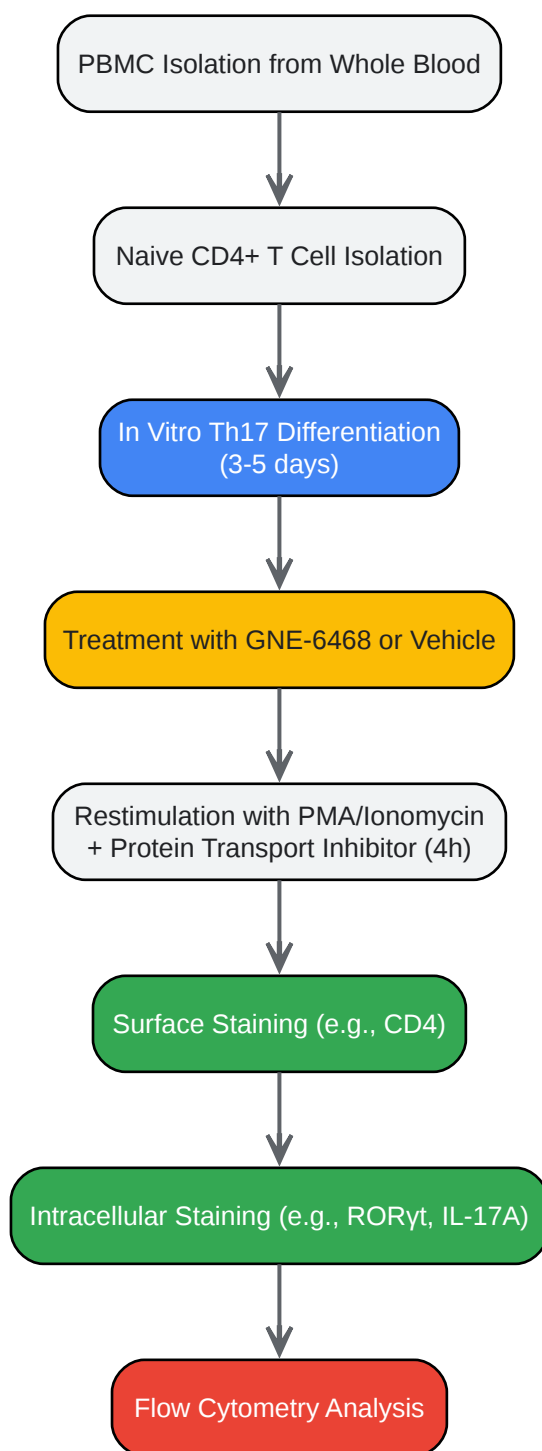 PBMC Isolation from Whole Blood
Naive CD4+ T Cell Isolation
In Vitro Th17 Differentiation
(3-5 days)
Treatment with GNE-6468 or Vehicle
Restimulation with PMA/Ionomycin
+ Protein Transport Inhibitor (4h)
Surface Staining (e.g., CD4)
Intracellular Staining (e.g., RORγt, IL-17A)
Flow Cytometry Analysis